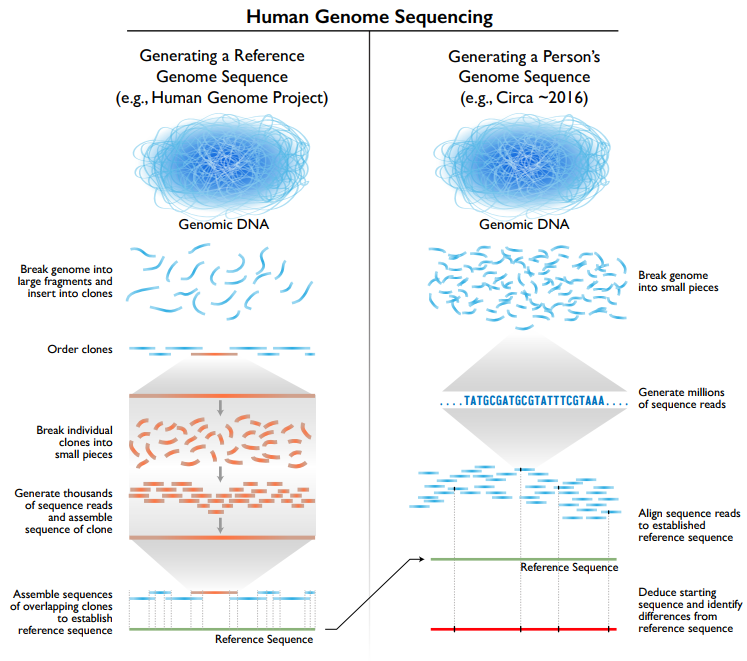 Human Genome Sequencing
Generating a Reference
Genome Sequence
(e.g., Human Genome Project)
Genomic DNA
Break genome into
large fragments and
insert into clones
Order clones
Break individual
clones into
small pieces
Generate thousands
of sequence reads
and assemble
sequence of clone
Assemble sequences
of overlapping clones
to establish
reference sequence
Reference Sequence
Generating a Person’s
Genome Sequence
(e.g., Circa ~2016)
Genomic DNA
Break genome
into small pieces
....TATGCGATGCGTATTTCGTAAA....
Generate millions
of sequence reads
Align sequence reads
to established
reference sequence
Reference Sequence
Deduce starting
sequence and identify
differences from
reference sequence